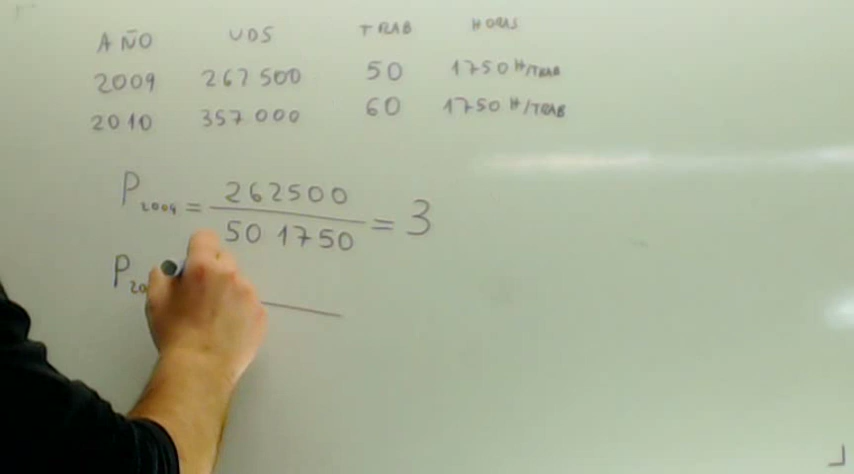 AÑO UDS TRAB HORAS
2009 262 500 50 1750 H/TRAB
2010 357 000 60 1750 H/TRAB
P2009 = 262500 / 50 1750 = 3
P20